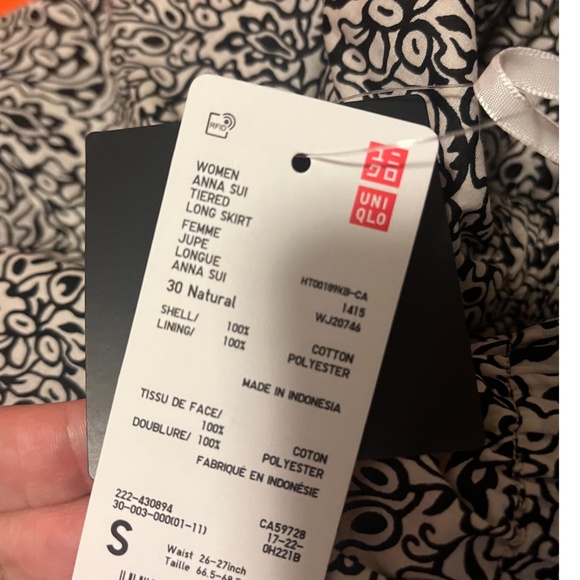 RFID
WOMEN
ANNA SUI
TIERED
LONG SKIRT
FEMME
JUPE
LONGUE
ANNA SUI
30 Natural
UNI
QLO
HT00189KB-CA
1415
WJ20746
SHELL/ 100% COTTON
LINING/ 100% POLYESTER
MADE IN INDONESIA
TISSU DE FACE/
100% COTON
DOUBLURE/ 100% POLYESTER
FABRIQUÉ EN INDONÉSIE
222-430894
30-003-000(01-11)
CA59728
17-22-
0H221B
S
Waist 26-27inch
Taille